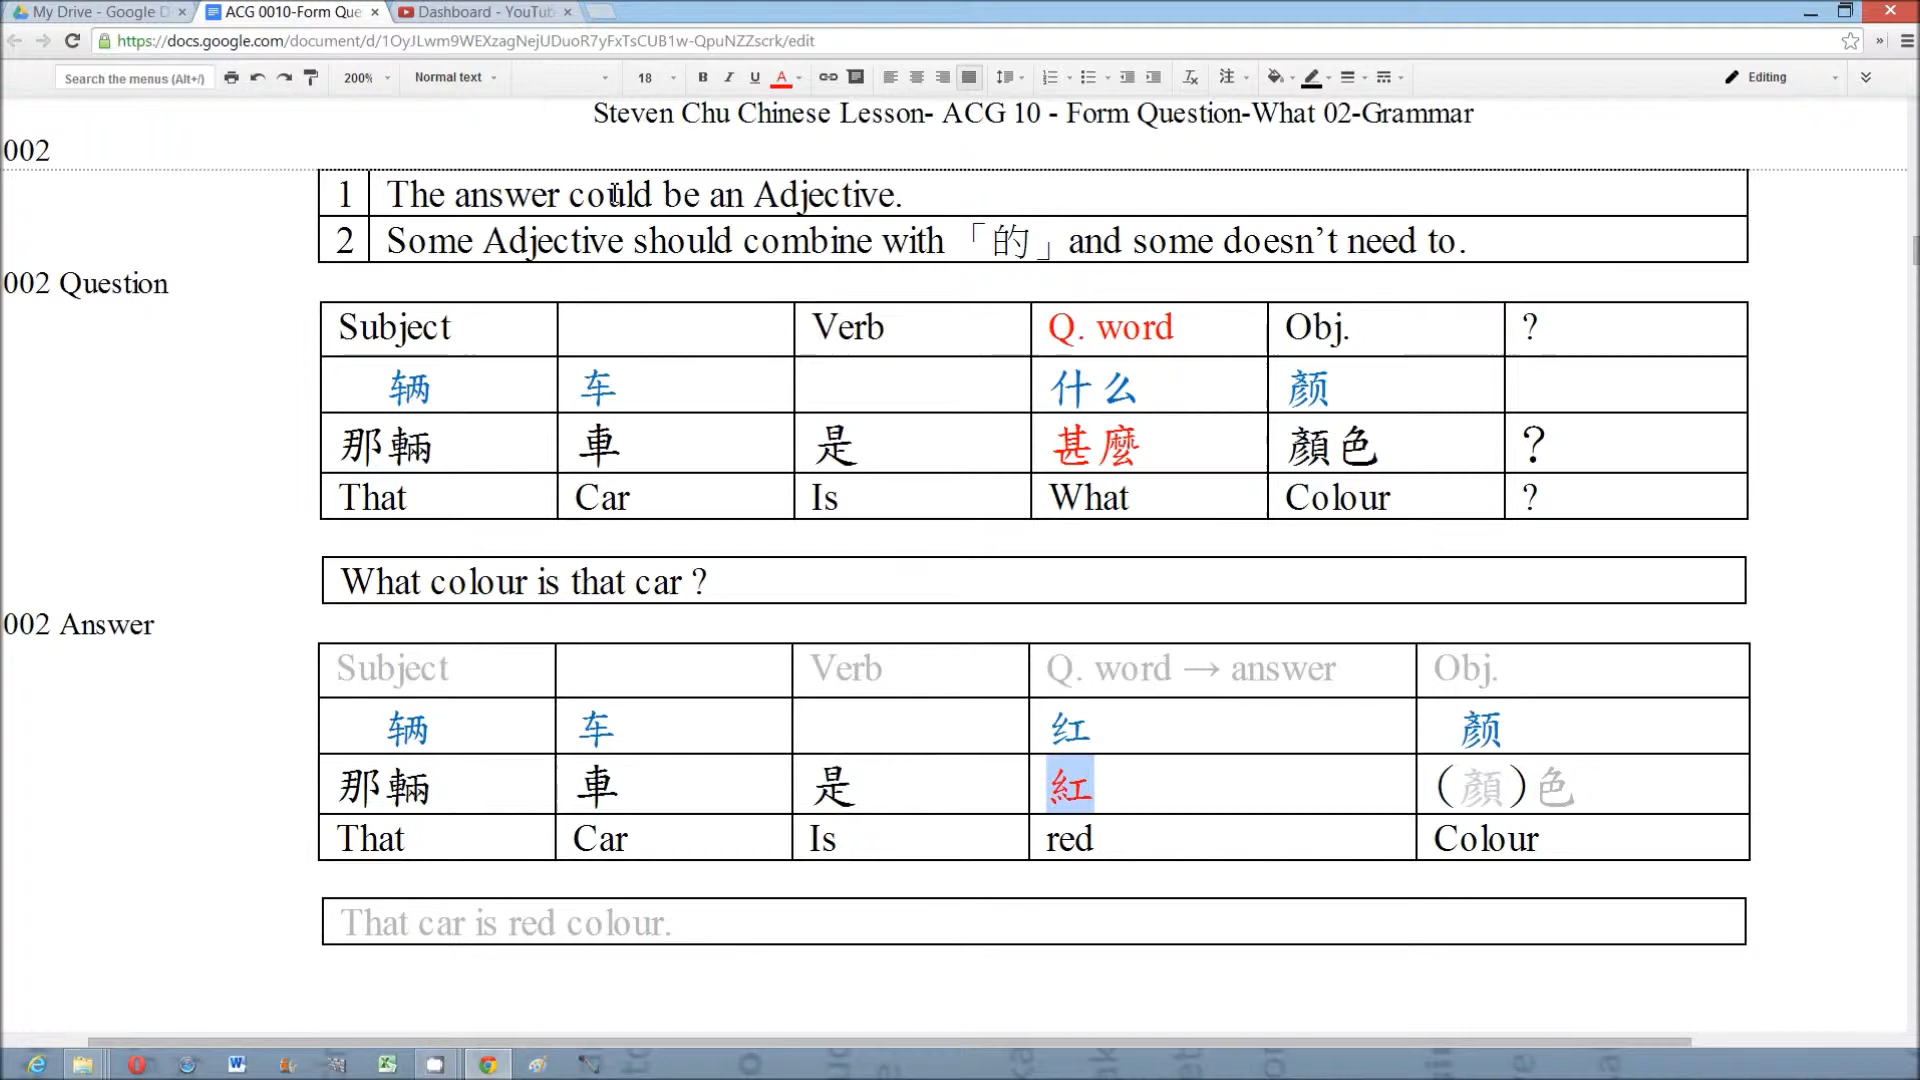 My Drive - Google D
ACG 0010-Form Que
Dashboard - YouTub
https://docs.google.com/document/d/1OyJLwm9WEXzagNejUDuoR7yFxTsCUB1w-QpuNZZscrk/edit
Search the menus (Alt+/) 200% Normal text 18 B I U A 注 Editing
Steven Chu Chinese Lesson- ACG 10 - Form Question-What 02-Grammar
002
1 The answer could be an Adjective.
2 Some Adjective should combine with 「的」and some doesn't need to.
002 Question
Subject Verb Q. word Obj. ?
辆 车 什么 顏
那輛 車 是 甚麼 顏色 ?
That Car Is What Colour ?
What colour is that car ?
002 Answer
Subject Verb Q. word → answer Obj.
辆 车 红 顏
那輛 車 是 紅 (顏)色
That Car Is red Colour
That car is red colour.